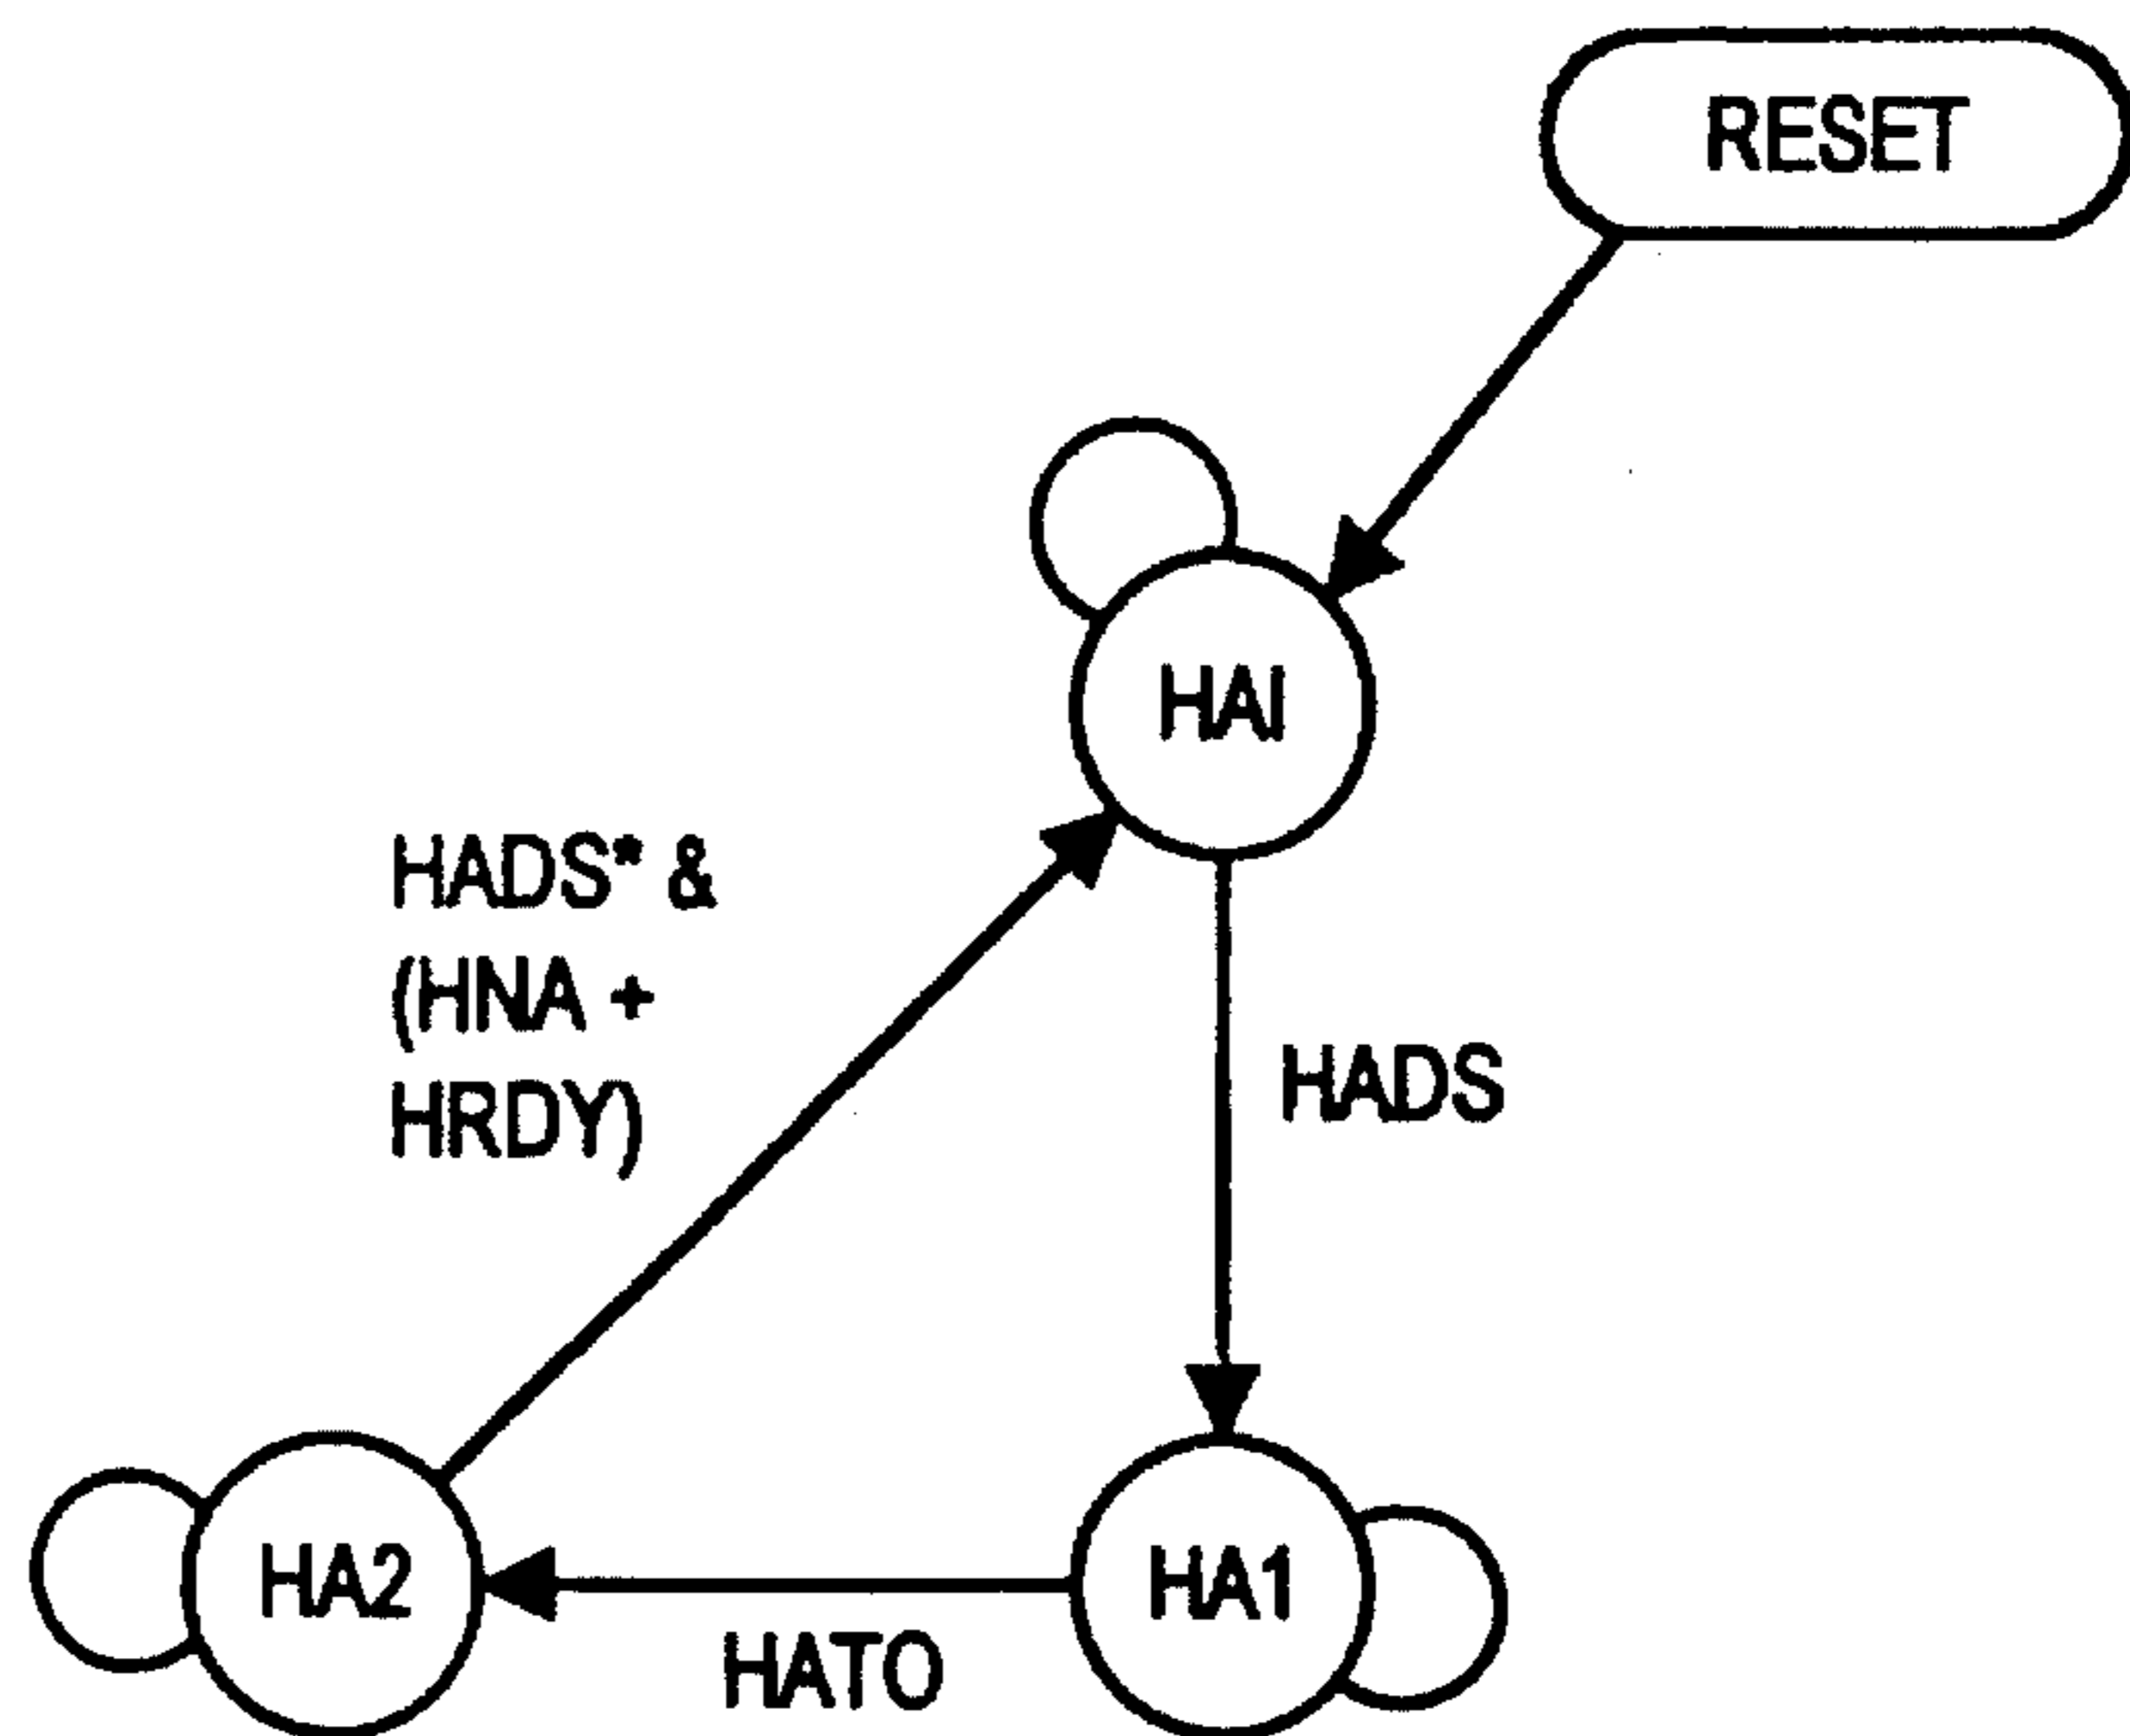 RESET
HAI
HADS* &
(HNA +
HRDY)
HADS
HA2
HA1
HATO